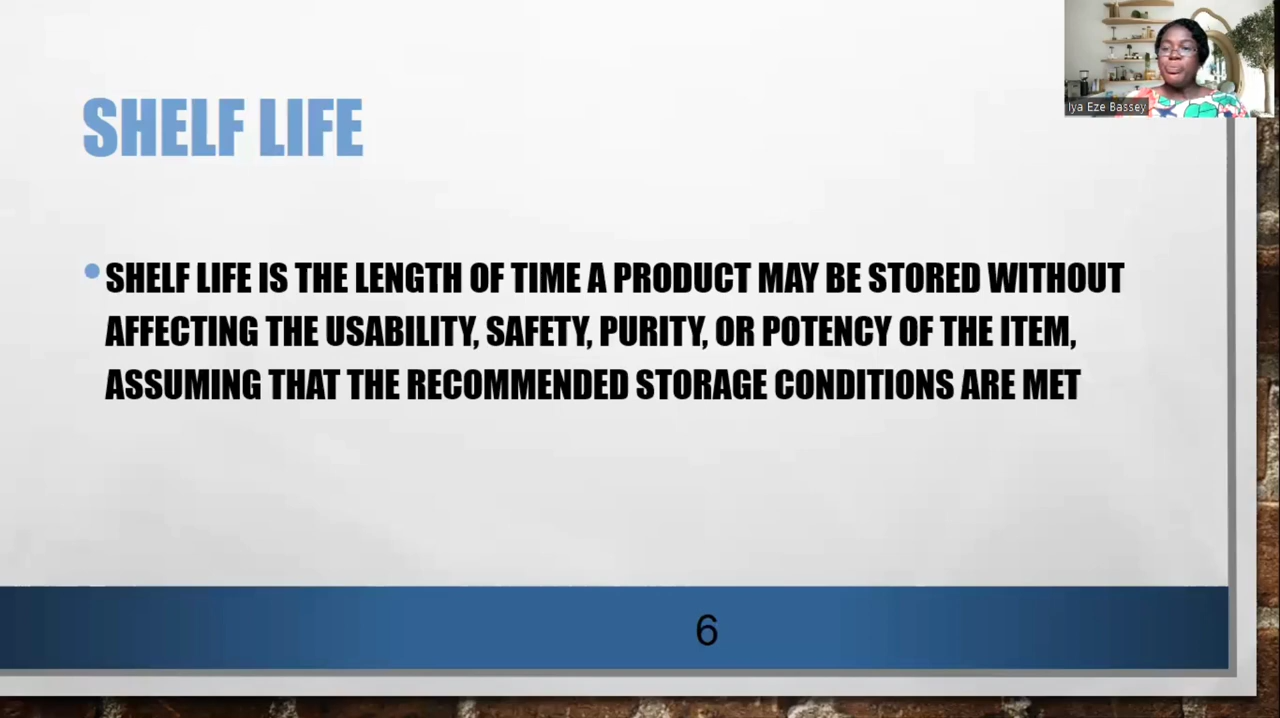 SHELF LIFE
• SHELF LIFE IS THE LENGTH OF TIME A PRODUCT MAY BE STORED WITHOUT
AFFECTING THE USABILITY, SAFETY, PURITY, OR POTENCY OF THE ITEM,
ASSUMING THAT THE RECOMMENDED STORAGE CONDITIONS ARE MET
6
Iya Eze Bassey